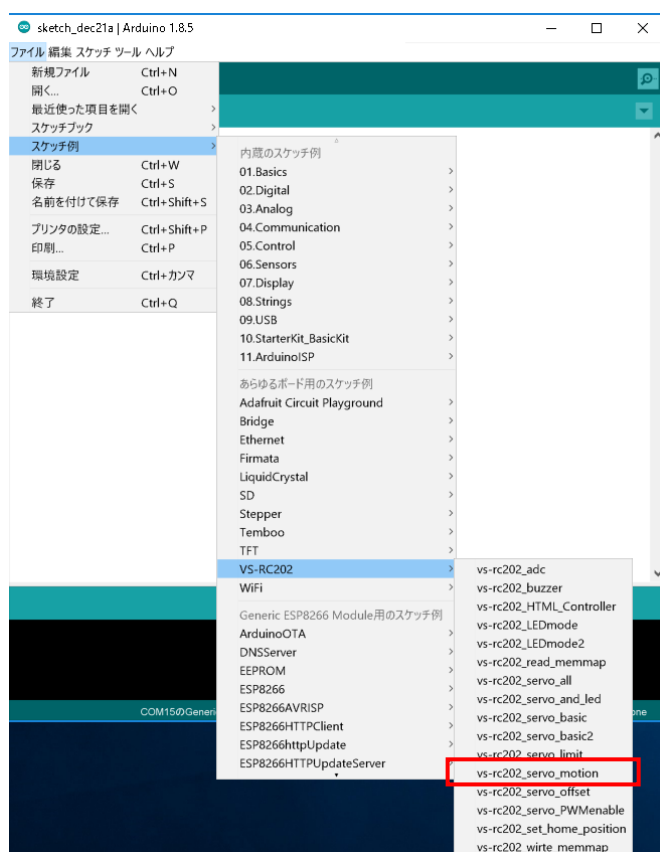 sketch_dec21a | Arduino 1.8.5
ファイル 編集 スケッチ ツール ヘルプ
新規ファイル Ctrl+N
開く... Ctrl+O
最近使った項目を開く
スケッチブック
スケッチ例
閉じる Ctrl+W
保存 Ctrl+S
名前を付けて保存 Ctrl+Shift+S
プリンタの設定... Ctrl+Shift+P
印刷... Ctrl+P
環境設定 Ctrl+カンマ
終了 Ctrl+Q
内蔵のスケッチ例
01.Basics
02.Digital
03.Analog
04.Communication
05.Control
06.Sensors
07.Display
08.Strings
09.USB
10.StarterKit_BasicKit
11.ArduinoISP
あらゆるボード用のスケッチ例
Adafruit Circuit Playground
Bridge
Ethernet
Firmata
LiquidCrystal
SD
Stepper
Temboo
TFT
VS-RC202
WiFi
Generic ESP8266 Module用のスケッチ例
ArduinoOTA
DNSServer
EEPROM
ESP8266
ESP8266AVRISP
ESP8266HTTPClient
ESP8266httpUpdate
ESP8266HTTPUpdateServer
vs-rc202_adc
vs-rc202_buzzer
vs-rc202_HTML_Controller
vs-rc202_LEDmode
vs-rc202_LEDmode2
vs-rc202_read_memmap
vs-rc202_servo_all
vs-rc202_servo_and_led
vs-rc202_servo_basic
vs-rc202_servo_basic2
vs-rc202_servo_limit
vs-rc202_servo_motion
vs-rc202_servo_offset
vs-rc202_servo_PWMenable
vs-rc202_set_home_position
vs-rc202_wirte_memmap
COM15のGeneri
one